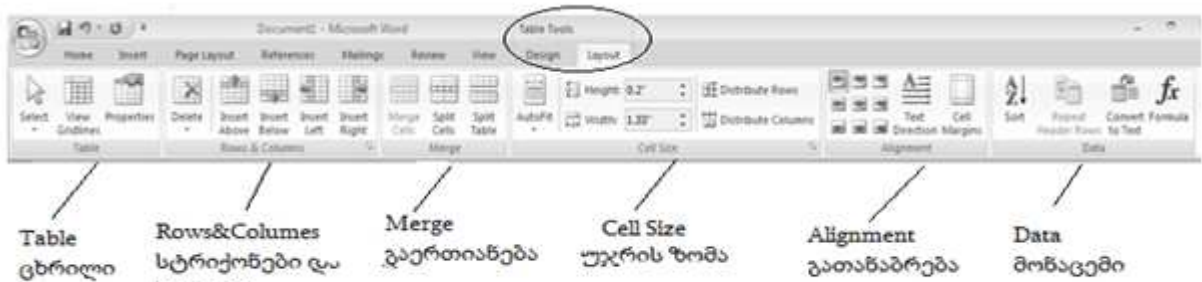 Document1 - Microsoft Word Table Tools
Home Insert Page Layout References Mailings Review View Design Layout
Select View Gridlines Properties Delete Insert Above Insert Below Insert Left Insert Right Merge Cells Split Cells Split Table AutoFit Height: 0.2" Width: 1.32" Distribute Rows Distribute Columns Text Direction Cell Margins Sort Repeat Header Rows Convert to Text Formula
Table Rows & Columns Merge Cell Size Alignment Data
Table Rows&Columes Merge Cell Size Alignment Data
ცხრილი სტრიქონები და გაერთიანება უჯრის ზომა გათანაბრება მონაცემი